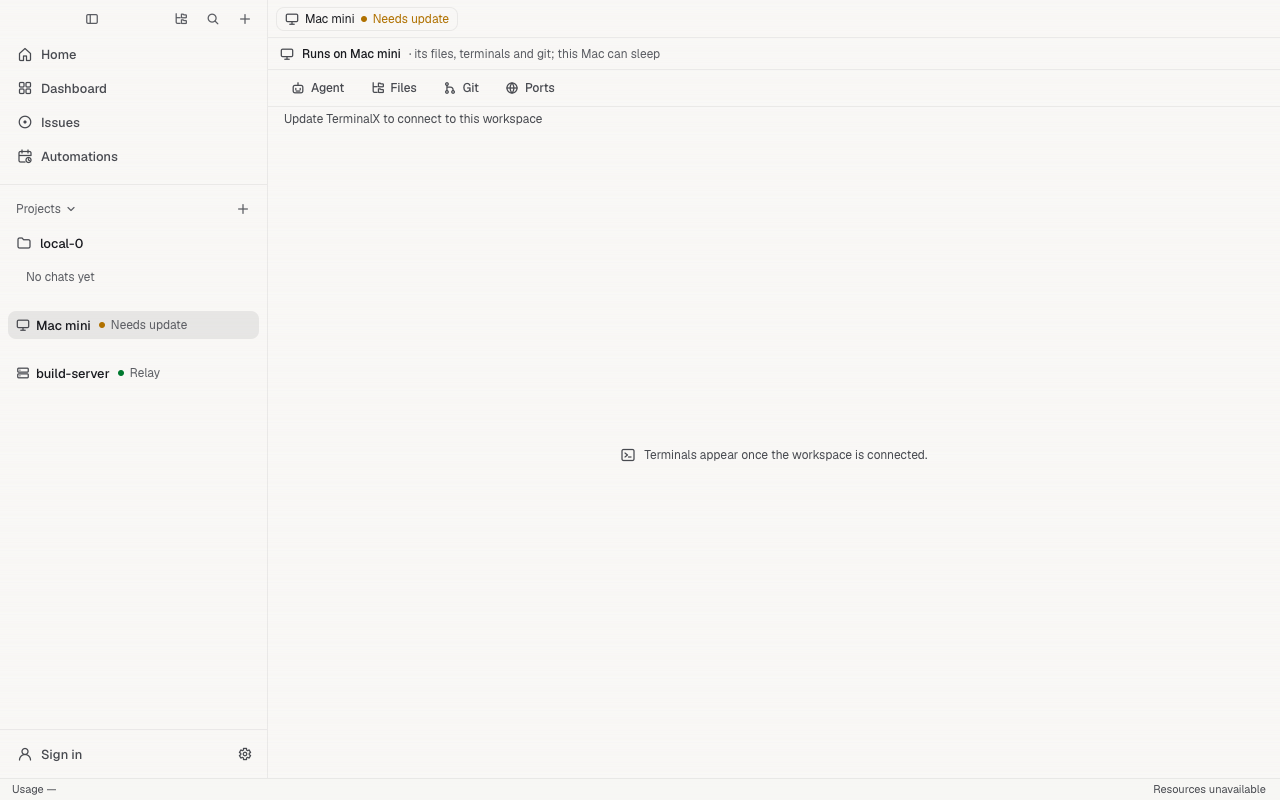 Home
Dashboard
Issues
Automations
Projects
local-0
No chats yet
Mac mini Needs update
build-server Relay
Sign in
Mac mini Needs update
Runs on Mac mini · its files, terminals and git; this Mac can sleep
Agent Files Git Ports
Update TerminalX to connect to this workspace
Terminals appear once the workspace is connected.
Usage —
Resources unavailable